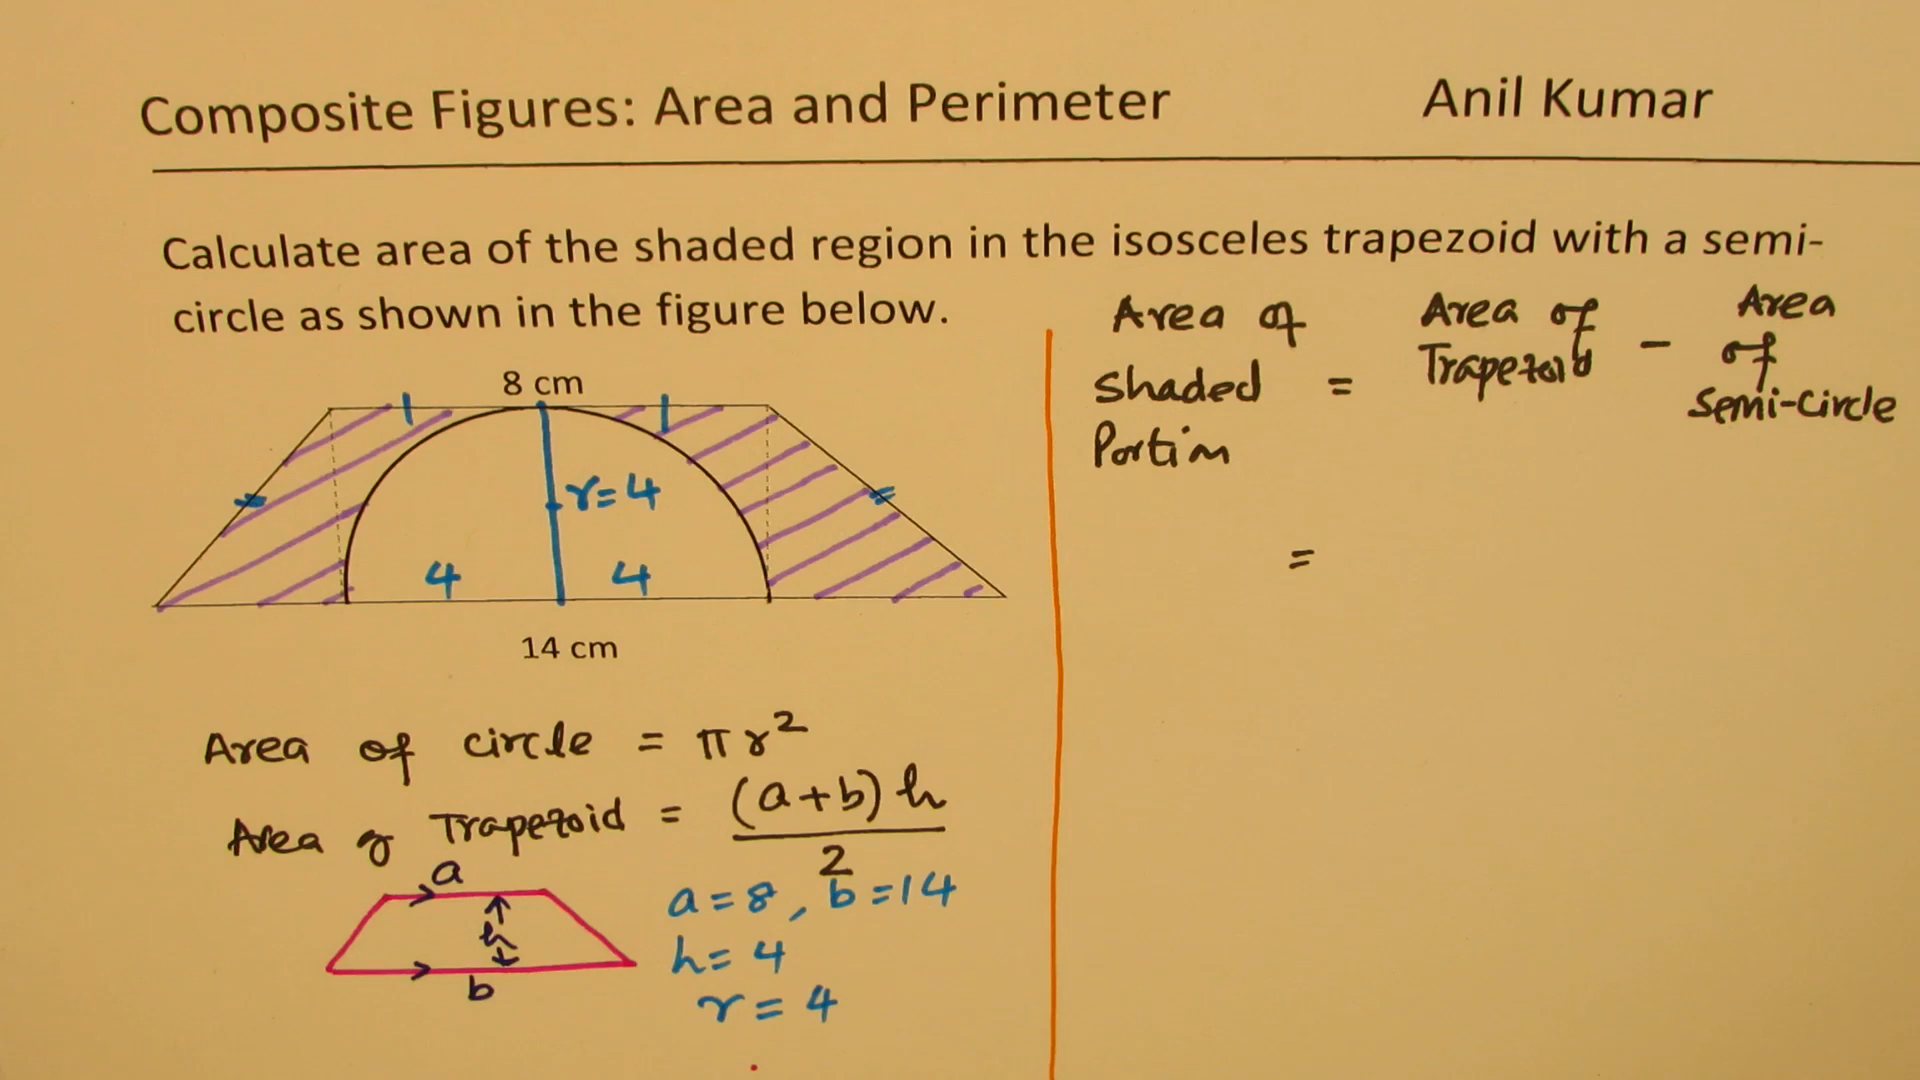 Composite Figures: Area and Perimeter Anil Kumar
Calculate area of the shaded region in the isosceles trapezoid with a semi-
circle as shown in the figure below.
8 cm
r=4
4 4
14 cm
Area of circle = πr²
Area of Trapezoid = (a+b) h
2
a
h
b
a=8, b=14
h=4
r=4
Area of Shaded Portion = Area of Trapezoid - Area of Semi-Circle
=